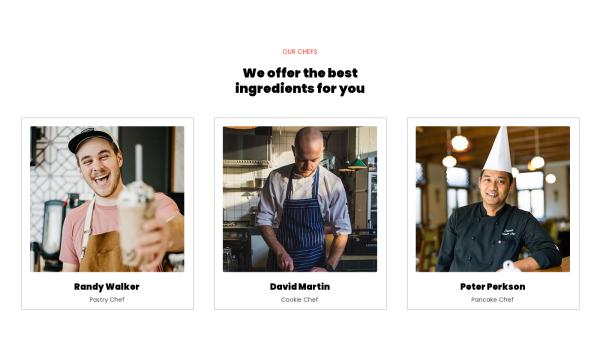 OUR CHEFS
We offer the best
ingredients for you
Randy Walker
Pastry Chef
David Martin
Cookie Chef
Peter Perkson
Pancake Chef